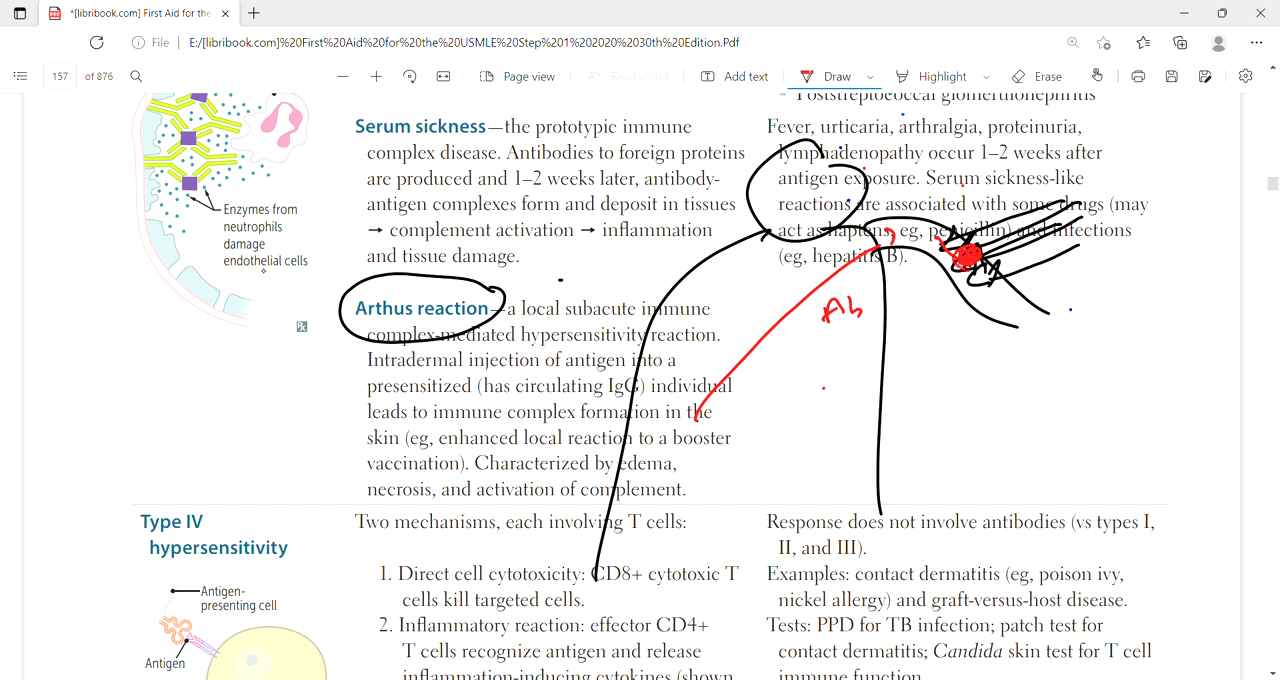 *[libribook.com] First Aid for the
File E:/[libribook.com]%20First%20Aid%20for%20the%20USMLE%20Step%201%202020%2030th%20Edition.Pdf
157 of 876 Page view Read aloud Add text Draw Highlight Erase
Poststreptococcal glomerulonephritis
Enzymes from
neutrophils
damage
endothelial cells
Serum sickness—the prototypic immune
complex disease. Antibodies to foreign proteins
are produced and 1–2 weeks later, antibody-
antigen complexes form and deposit in tissues
→ complement activation → inflammation
and tissue damage.
Fever, urticaria, arthralgia, proteinuria,
lymphadenopathy occur 1–2 weeks after
antigen exposure. Serum sickness-like
reactions are associated with some drugs (may
act as haptens, eg, penicillin) and infections
(eg, hepatitis B).
Ab
Arthus reaction—a local subacute immune
complex-mediated hypersensitivity reaction.
Intradermal injection of antigen into a
presensitized (has circulating IgG) individual
leads to immune complex formation in the
skin (eg, enhanced local reaction to a booster
vaccination). Characterized by edema,
necrosis, and activation of complement.
Type IV
hypersensitivity
Antigen-
presenting cell
Antigen
Two mechanisms, each involving T cells:
1. Direct cell cytotoxicity: CD8+ cytotoxic T
cells kill targeted cells.
2. Inflammatory reaction: effector CD4+
T cells recognize antigen and release
inflammation-inducing cytokines (shown
Response does not involve antibodies (vs types I,
II, and III).
Examples: contact dermatitis (eg, poison ivy,
nickel allergy) and graft-versus-host disease.
Tests: PPD for TB infection; patch test for
contact dermatitis; Candida skin test for T cell
immune function.